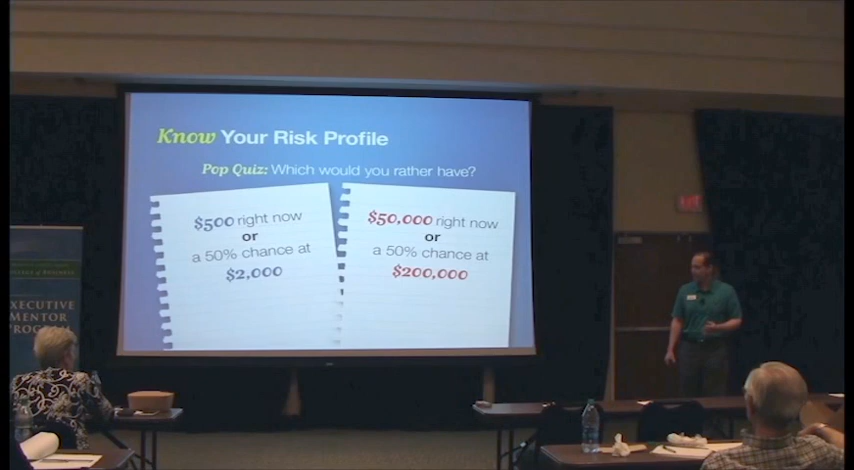 Know Your Risk Profile
Pop Quiz: Which would you rather have?
$500 right now
or
a 50% chance at
$2,000
$50,000 right now
or
a 50% chance at
$200,000
EXECUTIVE
MENTOR
PROGRAM